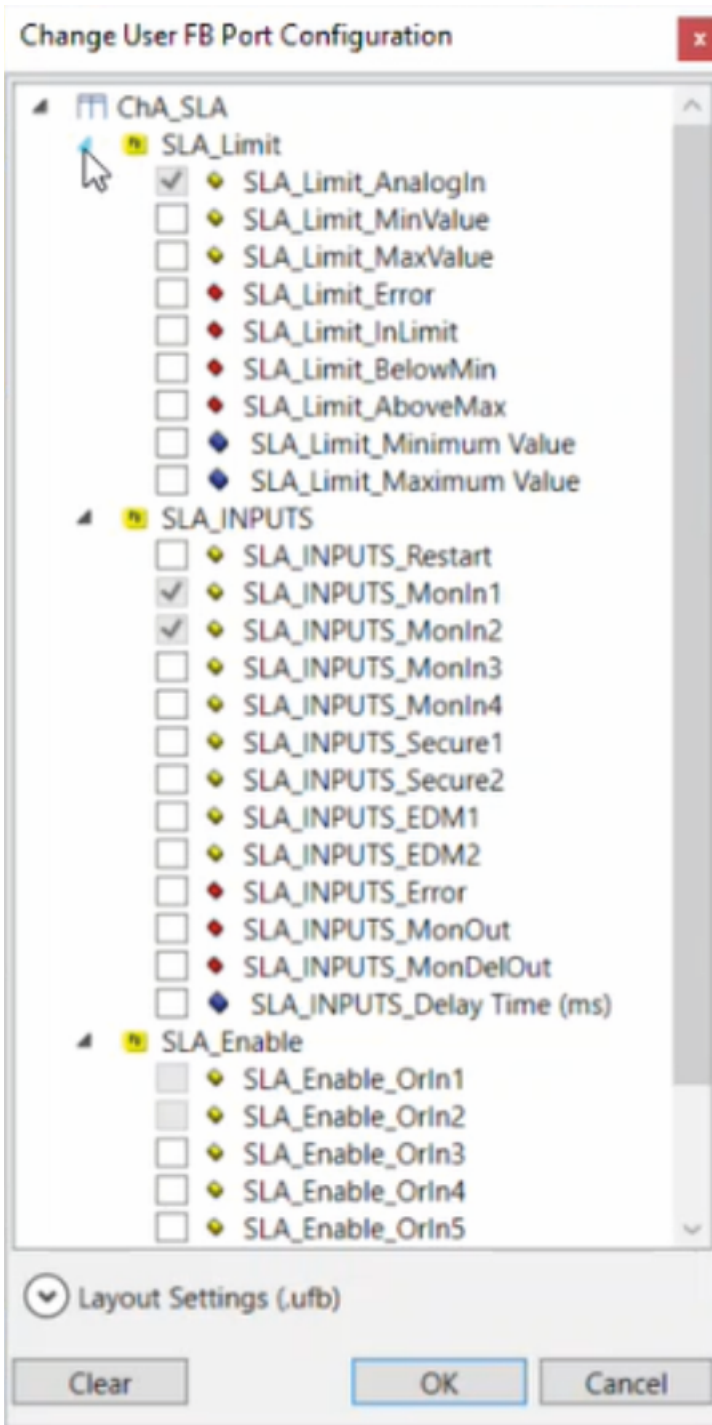 Change User FB Port Configuration
x
ChA_SLA
SLA_Limit
SLA_Limit_AnalogIn
SLA_Limit_MinValue
SLA_Limit_MaxValue
SLA_Limit_Error
SLA_Limit_InLimit
SLA_Limit_BelowMin
SLA_Limit_AboveMax
SLA_Limit_Minimum Value
SLA_Limit_Maximum Value
SLA_INPUTS
SLA_INPUTS_Restart
SLA_INPUTS_MonIn1
SLA_INPUTS_MonIn2
SLA_INPUTS_MonIn3
SLA_INPUTS_MonIn4
SLA_INPUTS_Secure1
SLA_INPUTS_Secure2
SLA_INPUTS_EDM1
SLA_INPUTS_EDM2
SLA_INPUTS_Error
SLA_INPUTS_MonOut
SLA_INPUTS_MonDelOut
SLA_INPUTS_Delay Time (ms)
SLA_Enable
SLA_Enable_OrIn1
SLA_Enable_OrIn2
SLA_Enable_OrIn3
SLA_Enable_OrIn4
SLA_Enable_OrIn5
Layout Settings (.ufb)
Clear OK Cancel